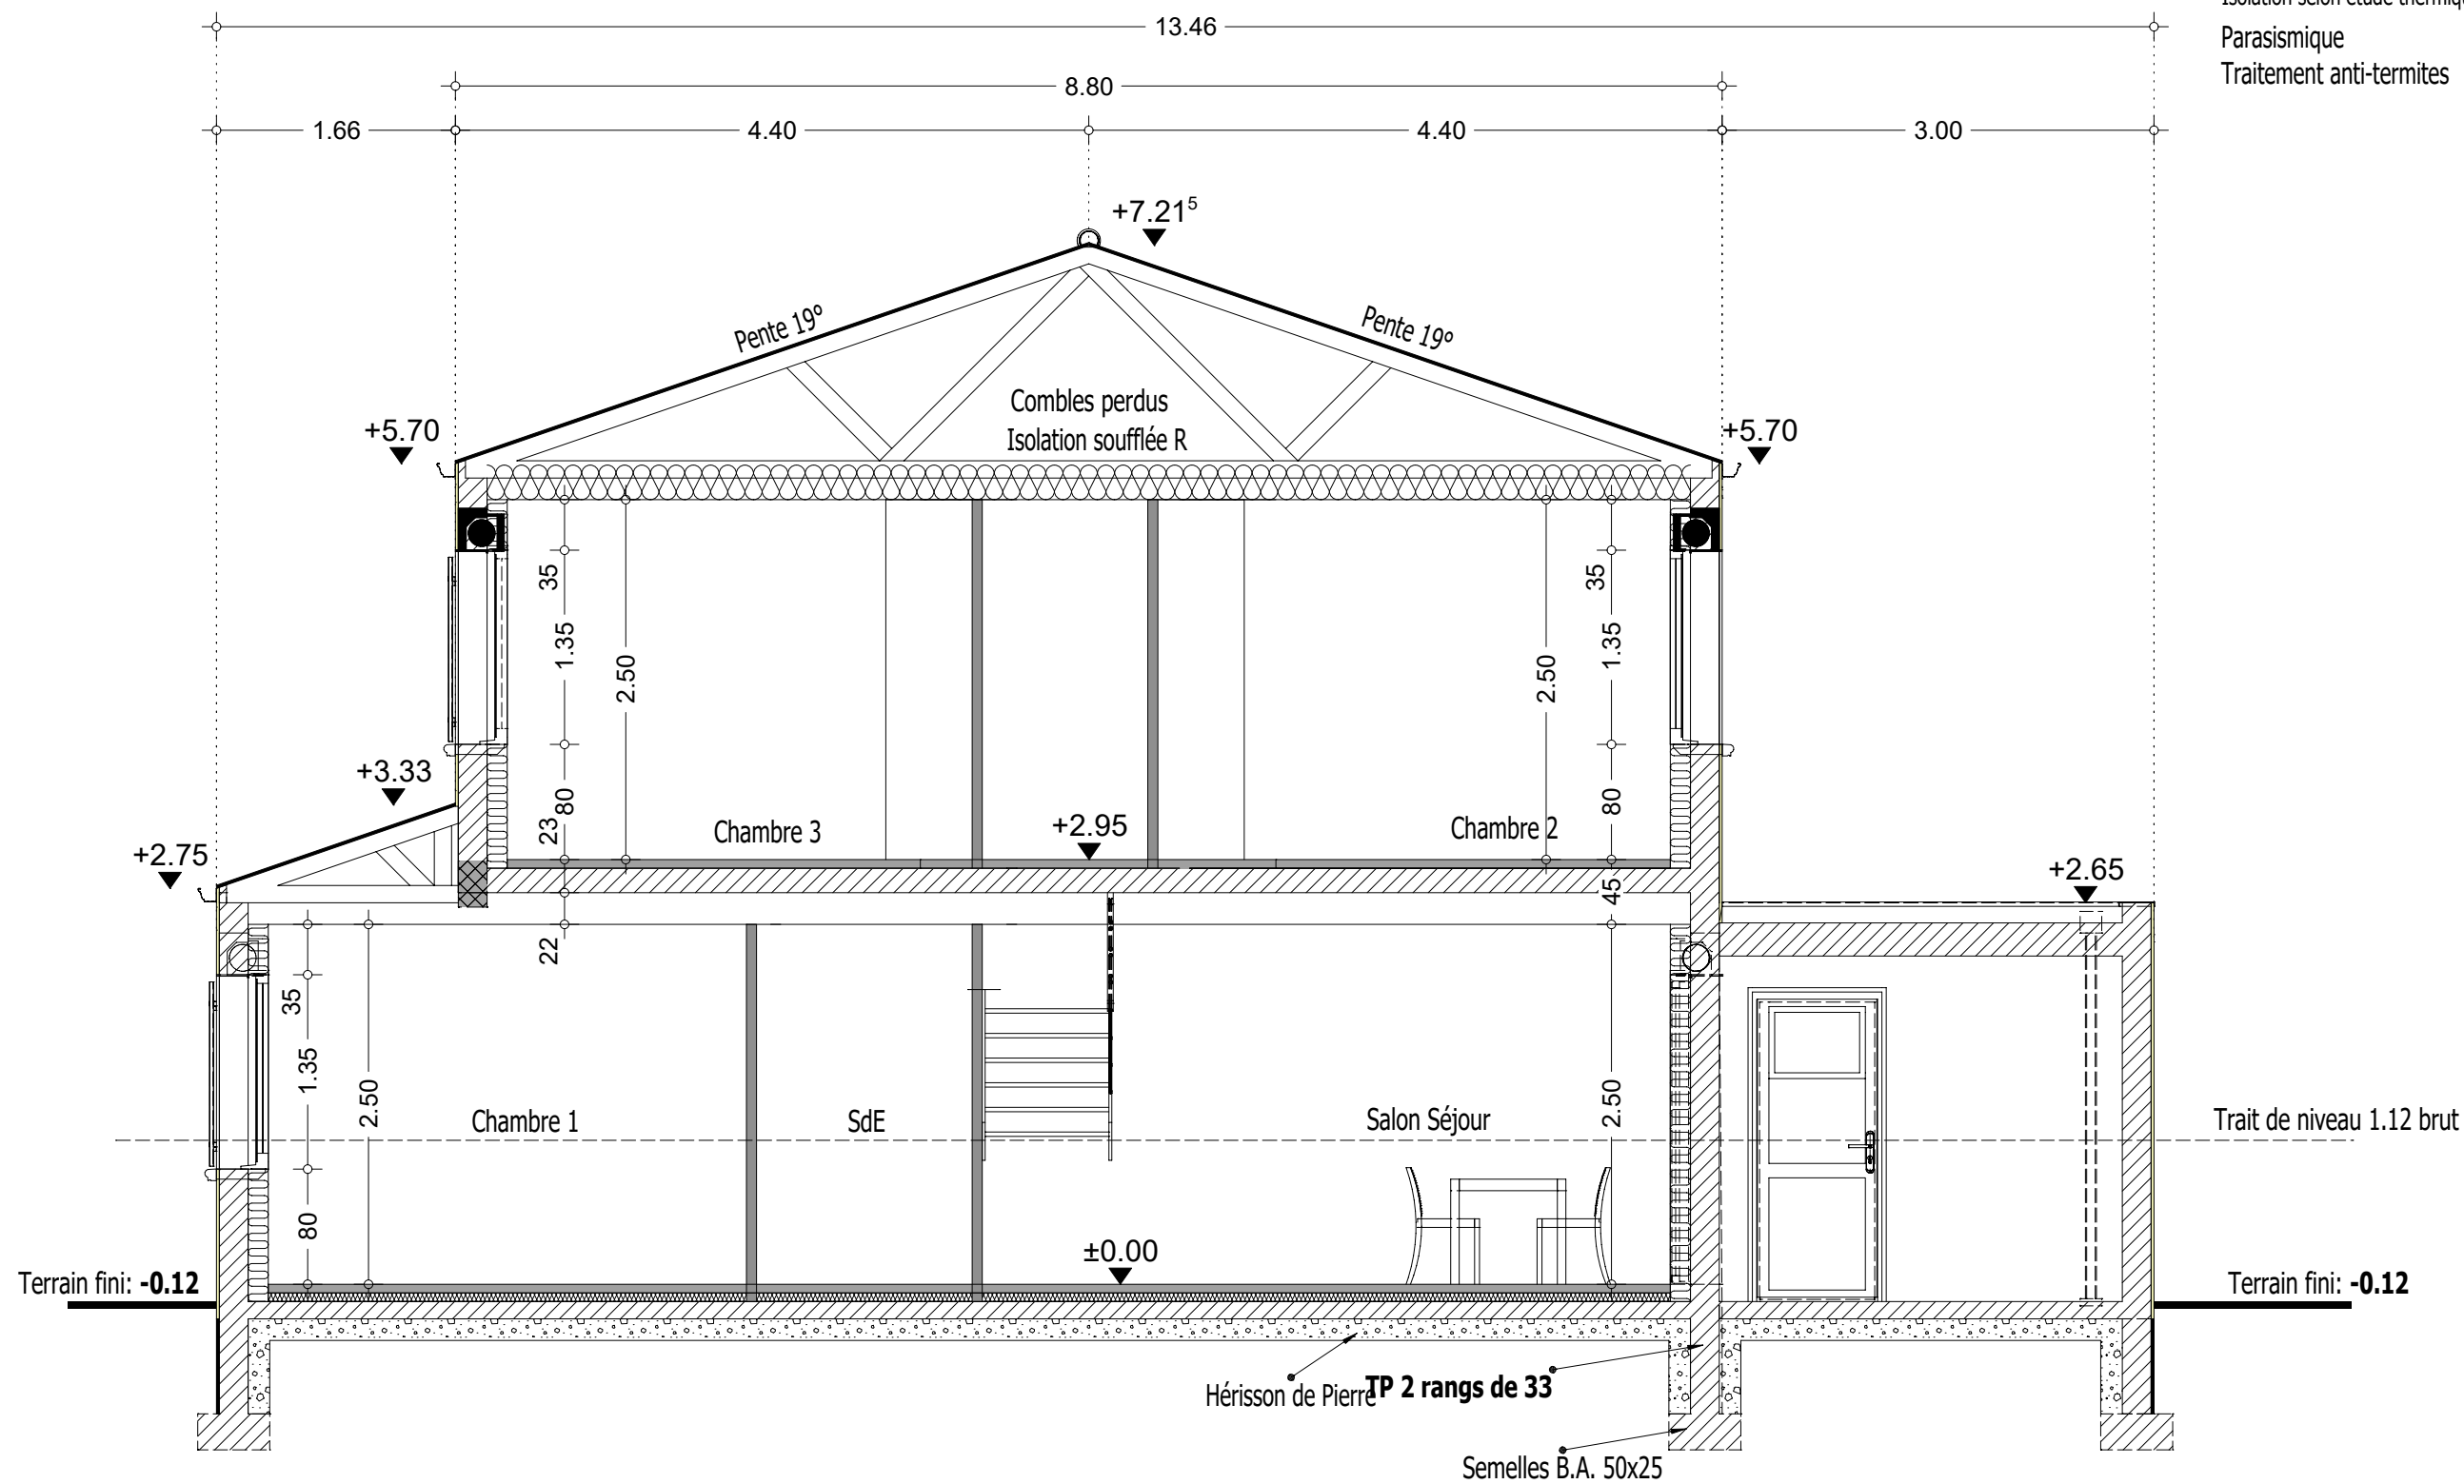 Isolation selon étude thermiqu
13.46
Parasismique
Traitement anti-termites
8.80
1.66
4.40
4.40
3.00
+7.21⁵
Pente 19º
Pente 19º
Combles perdus
Isolation soufflée R
+5.70
+5.70
35
1.35
2.50
80
23
2.50
35
1.35
80
45
+3.33
Chambre 3
+2.95
Chambre 2
+2.75
+2.65
22
35
1.35
2.50
80
2.50
Chambre 1
SdE
Salon Séjour
Trait de niveau 1.12 brut
±0.00
Terrain fini: -0.12
Terrain fini: -0.12
Hérisson de Pierre
TP 2 rangs de 33
Semelles B.A. 50x25